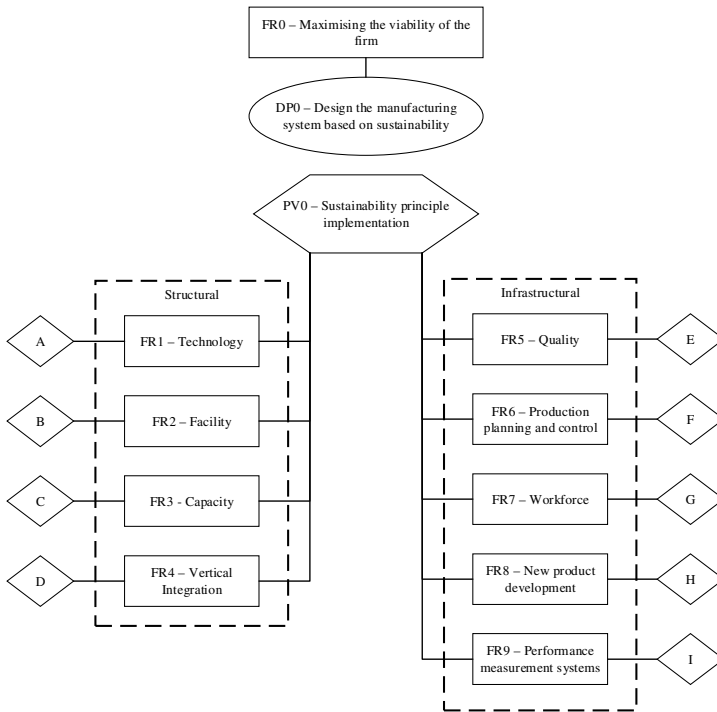 FR0 – Maximising the viability of the
firm
DP0 – Design the manufacturing
system based on sustainability
PV0 – Sustainability principle
implementation
Structural
A
FR1 – Technology
B
FR2 – Facility
C
FR3 - Capacity
D
FR4 – Vertical
Integration
Infrastructural
FR5 – Quality
E
FR6 – Production
planning and control
F
FR7 – Workforce
G
FR8 – New product
development
H
FR9 – Performance
measurement systems
I